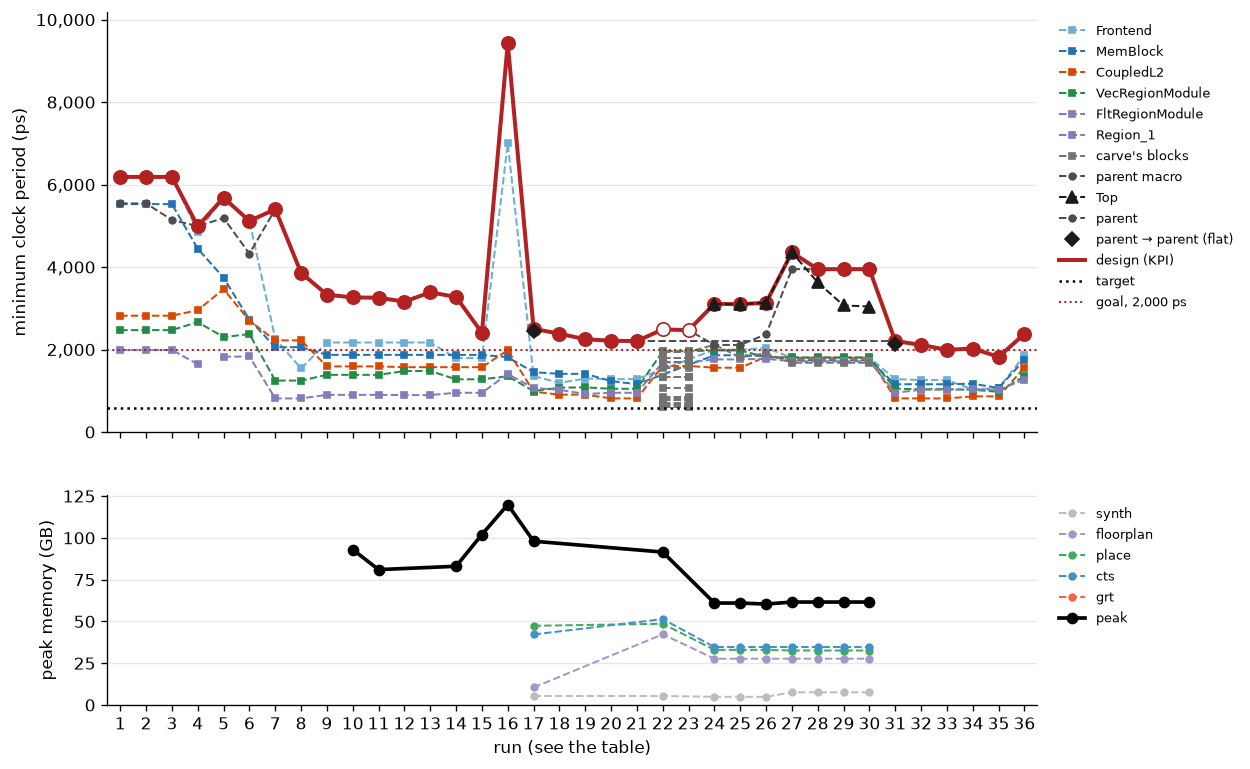 10,000
8,000
6,000
4,000
2,000
0
minimum clock period (ps)
Frontend
MemBlock
CoupledL2
VecRegionModule
FltRegionModule
Region_1
carve's blocks
parent macro
Top
parent
parent → parent (flat)
design (KPI)
target
goal, 2,000 ps
125
100
75
50
25
0
peak memory (GB)
synth
floorplan
place
cts
grt
peak
1 2 3 4 5 6 7 8 9 10 11 12 13 14 15 16 17 18 19 20 21 22 23 24 25 26 27 28 29 30 31 32 33 34 35 36
run (see the table)